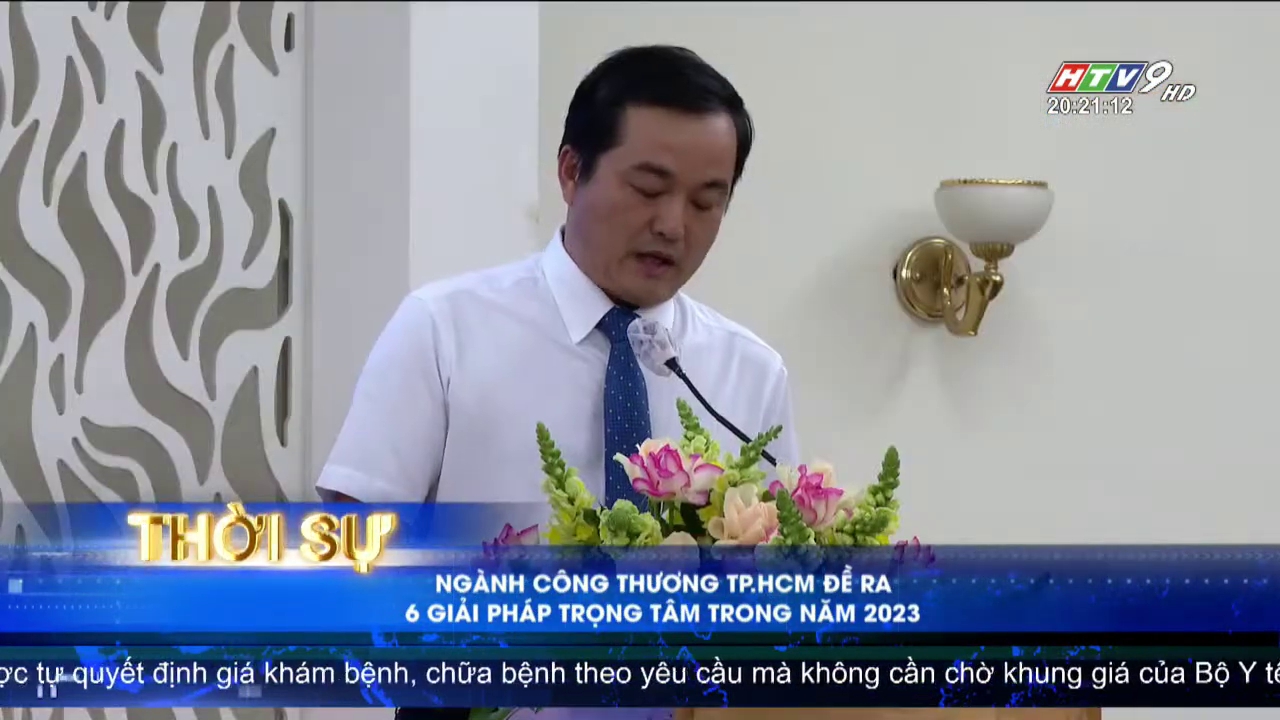 HTV9 HD
20:21:12
THỜI SỰ
NGÀNH CÔNG THƯƠNG TP.HCM ĐỀ RA
6 GIẢI PHÁP TRỌNG TÂM TRONG NĂM 2023
tự quyết định giá khám bệnh, chữa bệnh theo yêu cầu mà không cần chờ khung giá của Bộ Y tế